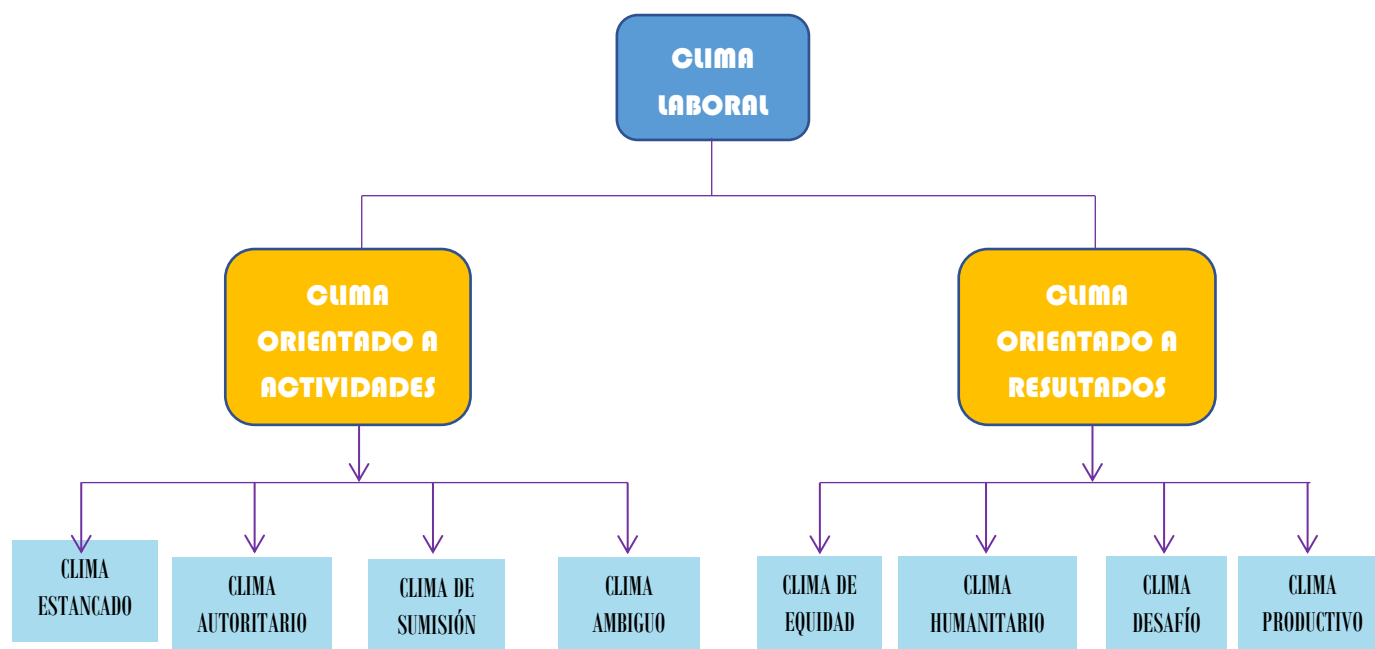 CLIMA
LABORAL
CLIMA
ORIENTADO A
ACTIVIDADES
CLIMA
ORIENTADO A
RESULTADOS
CLIMA
ESTANCADO
CLIMA
AUTORITARIO
CLIMA DE
SUMISIÓN
CLIMA
AMBIGUO
CLIMA DE
EQUIDAD
CLIMA
HUMANITARIO
CLIMA
DESAFÍO
CLIMA
PRODUCTIVO